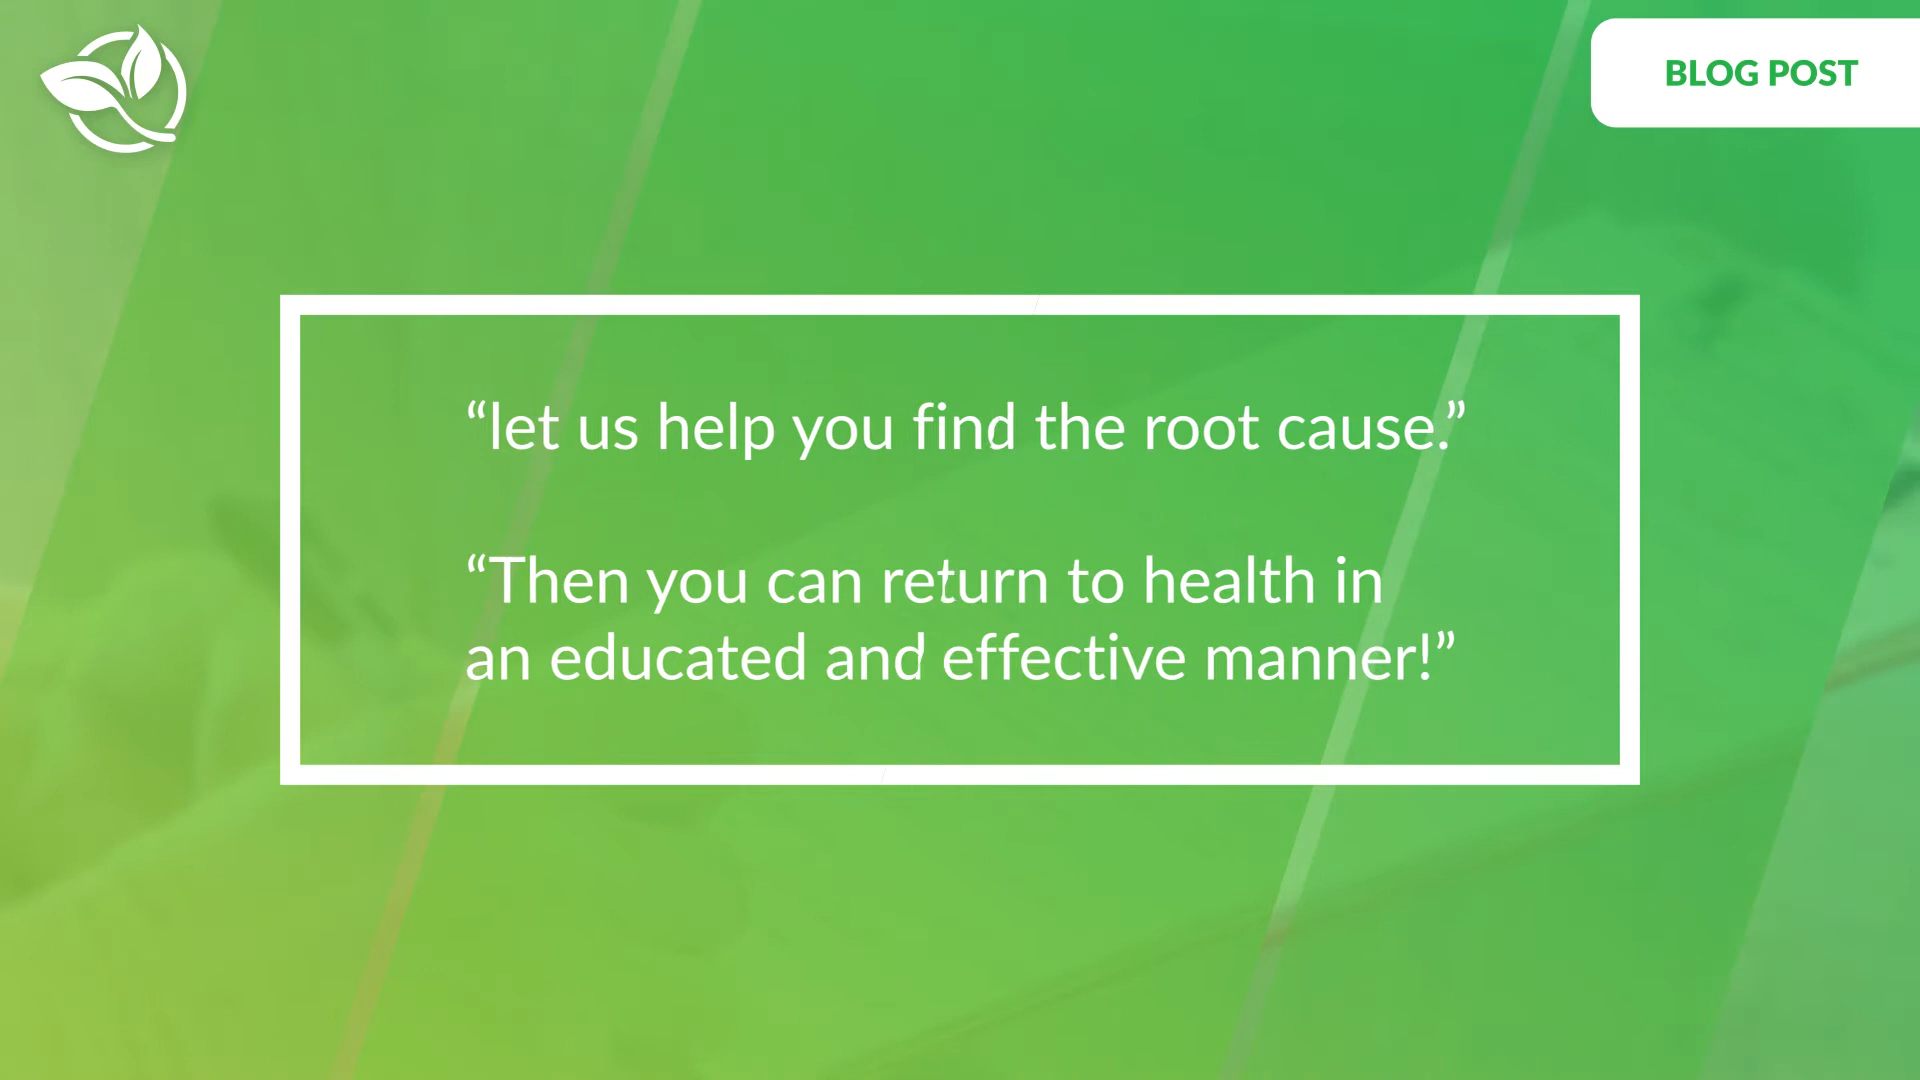 BLOG POST
“let us help you find the root cause.”
“Then you can return to health in
an educated and effective manner!”